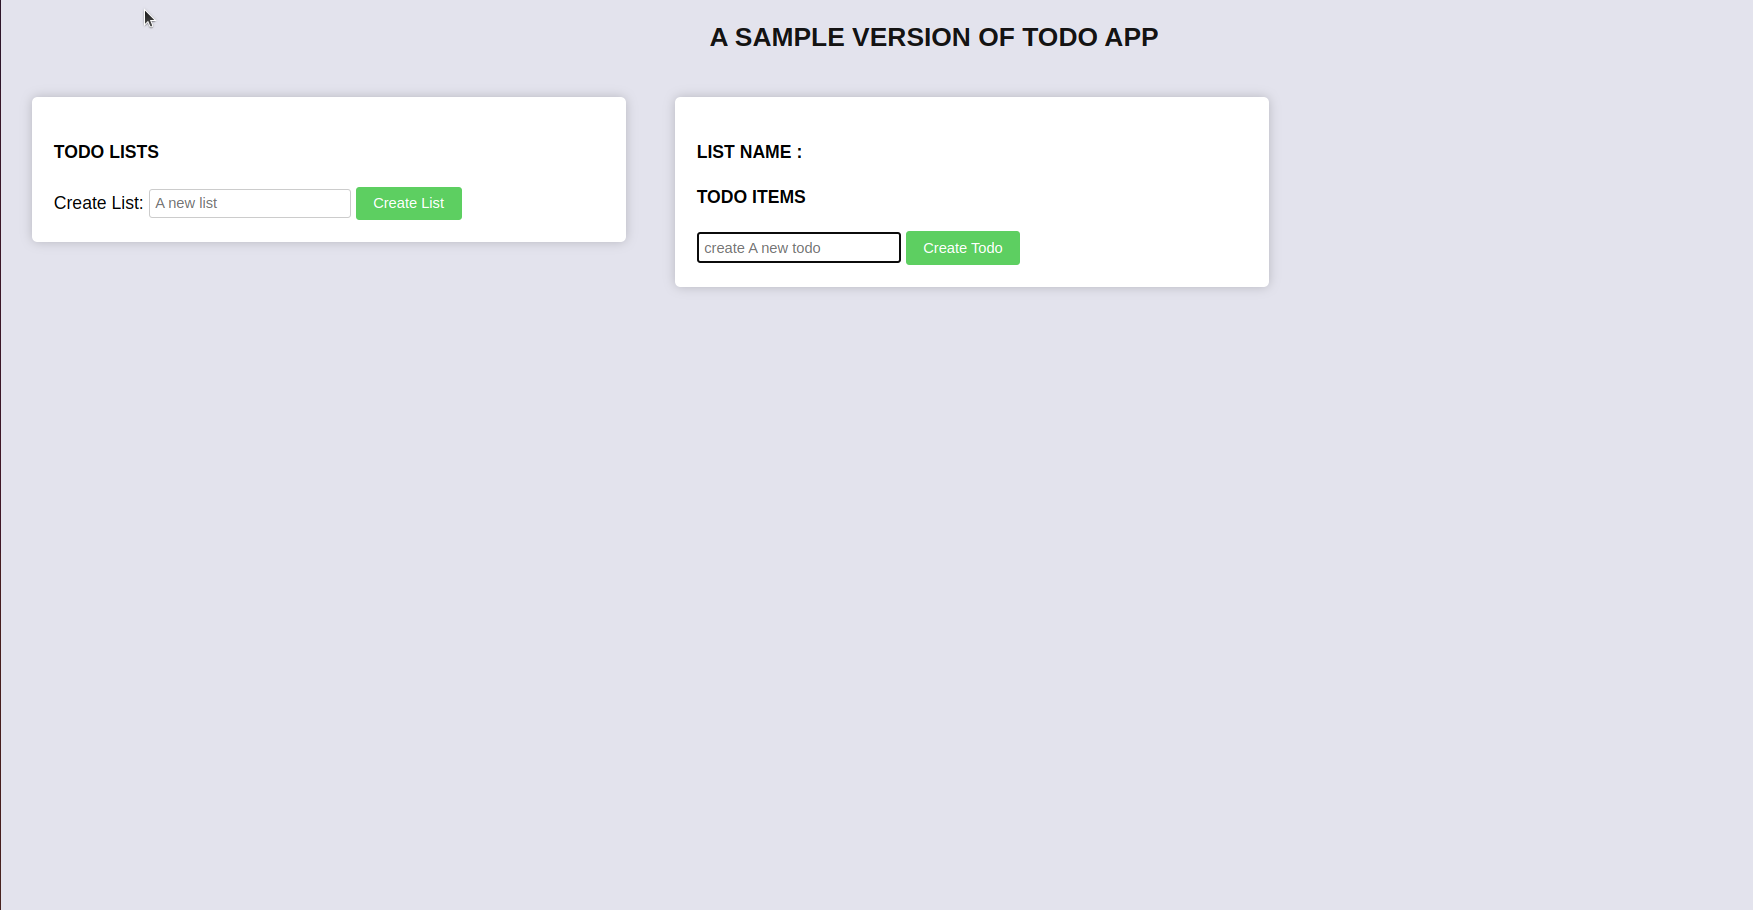 A SAMPLE VERSION OF TODO APP
TODO LISTS
Create List: A new list Create List
LIST NAME :
TODO ITEMS
create A new todo Create Todo